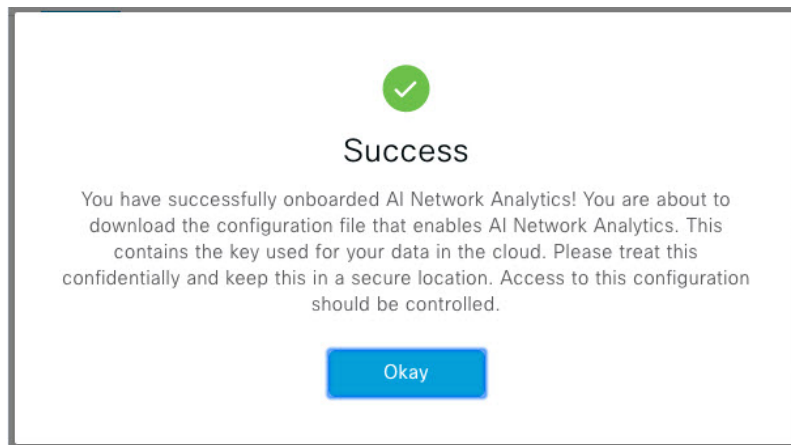 Success
You have successfully onboarded AI Network Analytics! You are about to
download the configuration file that enables AI Network Analytics. This
contains the key used for your data in the cloud. Please treat this
confidentially and keep this in a secure location. Access to this configuration
should be controlled.
Okay